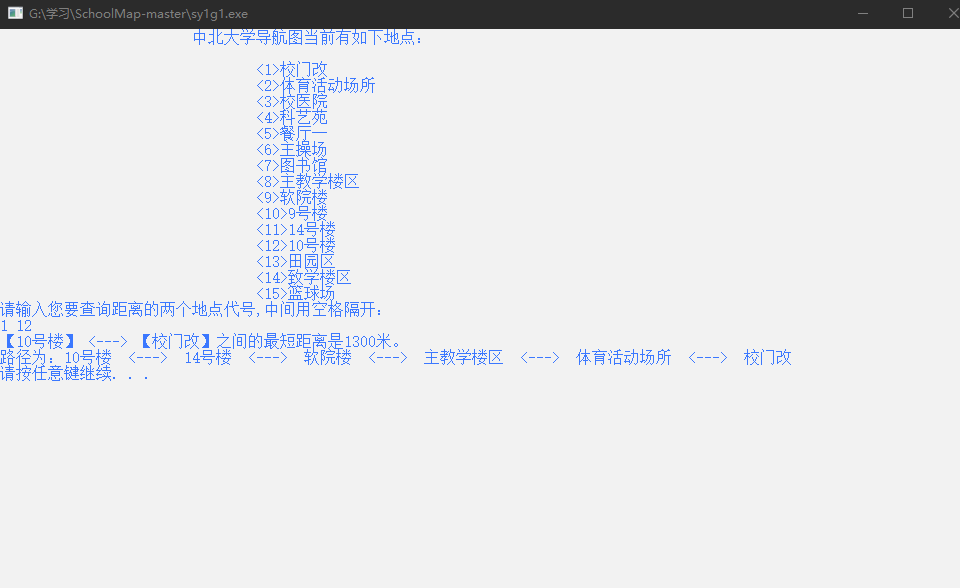 G:\学习\SchoolMap-master\sy1g1.exe
中北大学导航图当前有如下地点：
<1>校门改
<2>体育活动场所
<3>校医院
<4>科艺苑
<5>餐厅一
<6>主操场
<7>图书馆
<8>主教学楼区
<9>软院楼
<10>9号楼
<11>14号楼
<12>10号楼
<13>田园区
<14>致学楼区
<15>篮球场
请输入您要查询距离的两个地点代号,中间用空格隔开：
1 12
【10号楼】 <---> 【校门改】之间的最短距离是1300米。
路径为：10号楼 <---> 14号楼 <---> 软院楼 <---> 主教学楼区 <---> 体育活动场所 <---> 校门改
请按任意键继续. . .